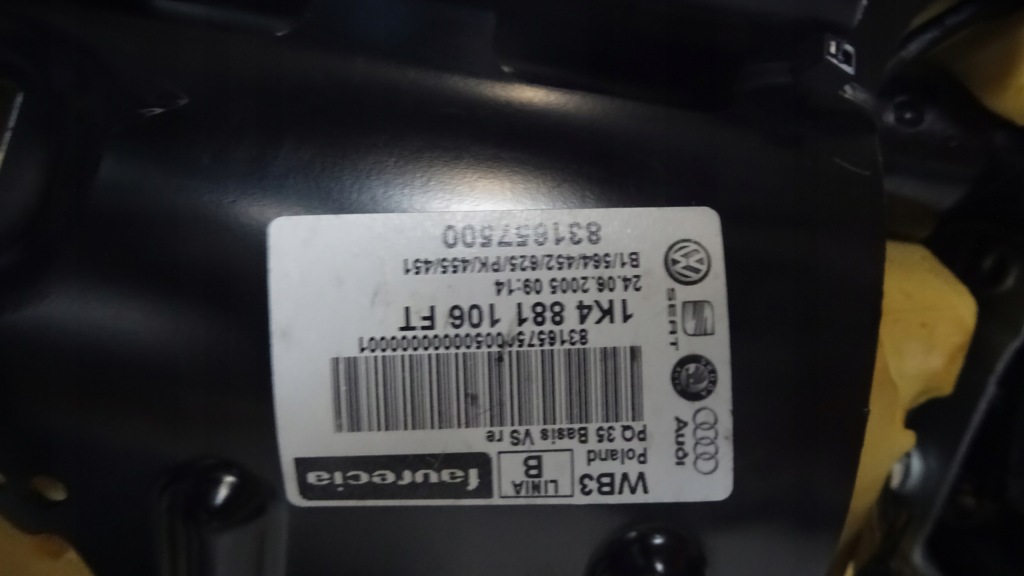 WB3
Poland
LINIA
B
faurecia
PQ 35 Basis VS re
1K4 881 106 FT
24.06.2005 09:14
B1/564/452/625/PK/455/451
831657500
Audi
SEAT
5